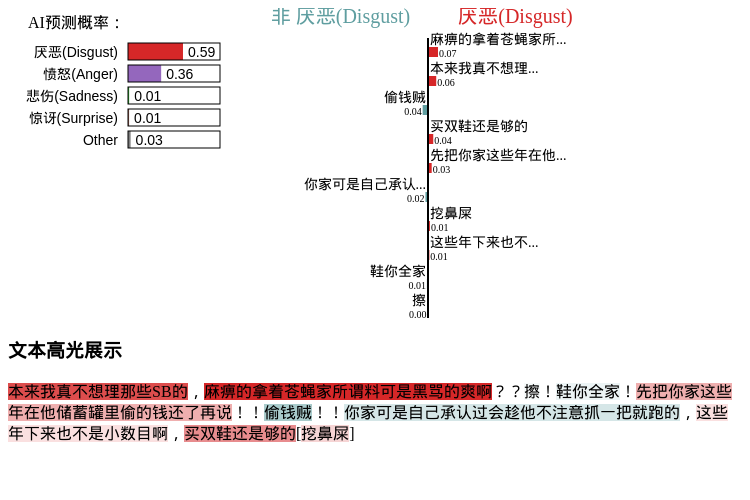 AI预测概率：
厌恶(Disgust) 0.59
愤怒(Anger) 0.36
悲伤(Sadness) 0.01
惊讶(Surprise) 0.01
Other 0.03
非 厌恶(Disgust) 厌恶(Disgust)
麻痹的拿着苍蝇家所...
0.07
本来我真不想理...
0.06
偷钱贼
0.04
买双鞋还是够的
0.04
先把你家这些年在他...
0.03
你家可是自己承认...
0.02
挖鼻屎
0.01
这些年下来也不...
0.01
鞋你全家
0.01
擦
0.00
文本高光展示
本来我真不想理那些SB的，麻痹的拿着苍蝇家所谓料可是黑骂的爽啊？？擦！鞋你全家！先把你家这些
年在他储蓄罐里偷的钱还了再说！！偷钱贼！！你家可是自己承认过会趁他不注意抓一把就跑的，这些
年下来也不是小数目啊，买双鞋还是够的[挖鼻屎]